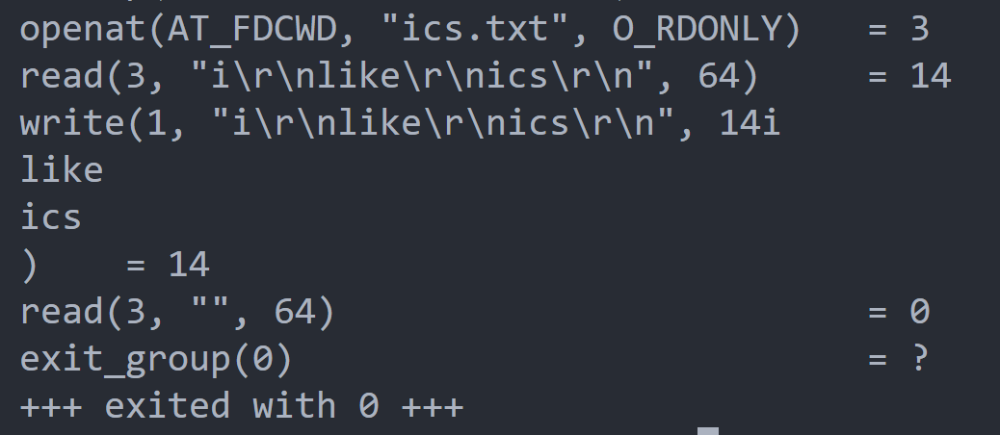 openat(AT_FDCWD, "ics.txt", O_RDONLY)   = 3
read(3, "i\r\nlike\r\nics\r\n", 64)     = 14
write(1, "i\r\nlike\r\nics\r\n", 14i
like
ics
)    = 14
read(3, "", 64)                         = 0
exit_group(0)                           = ?
+++ exited with 0 +++